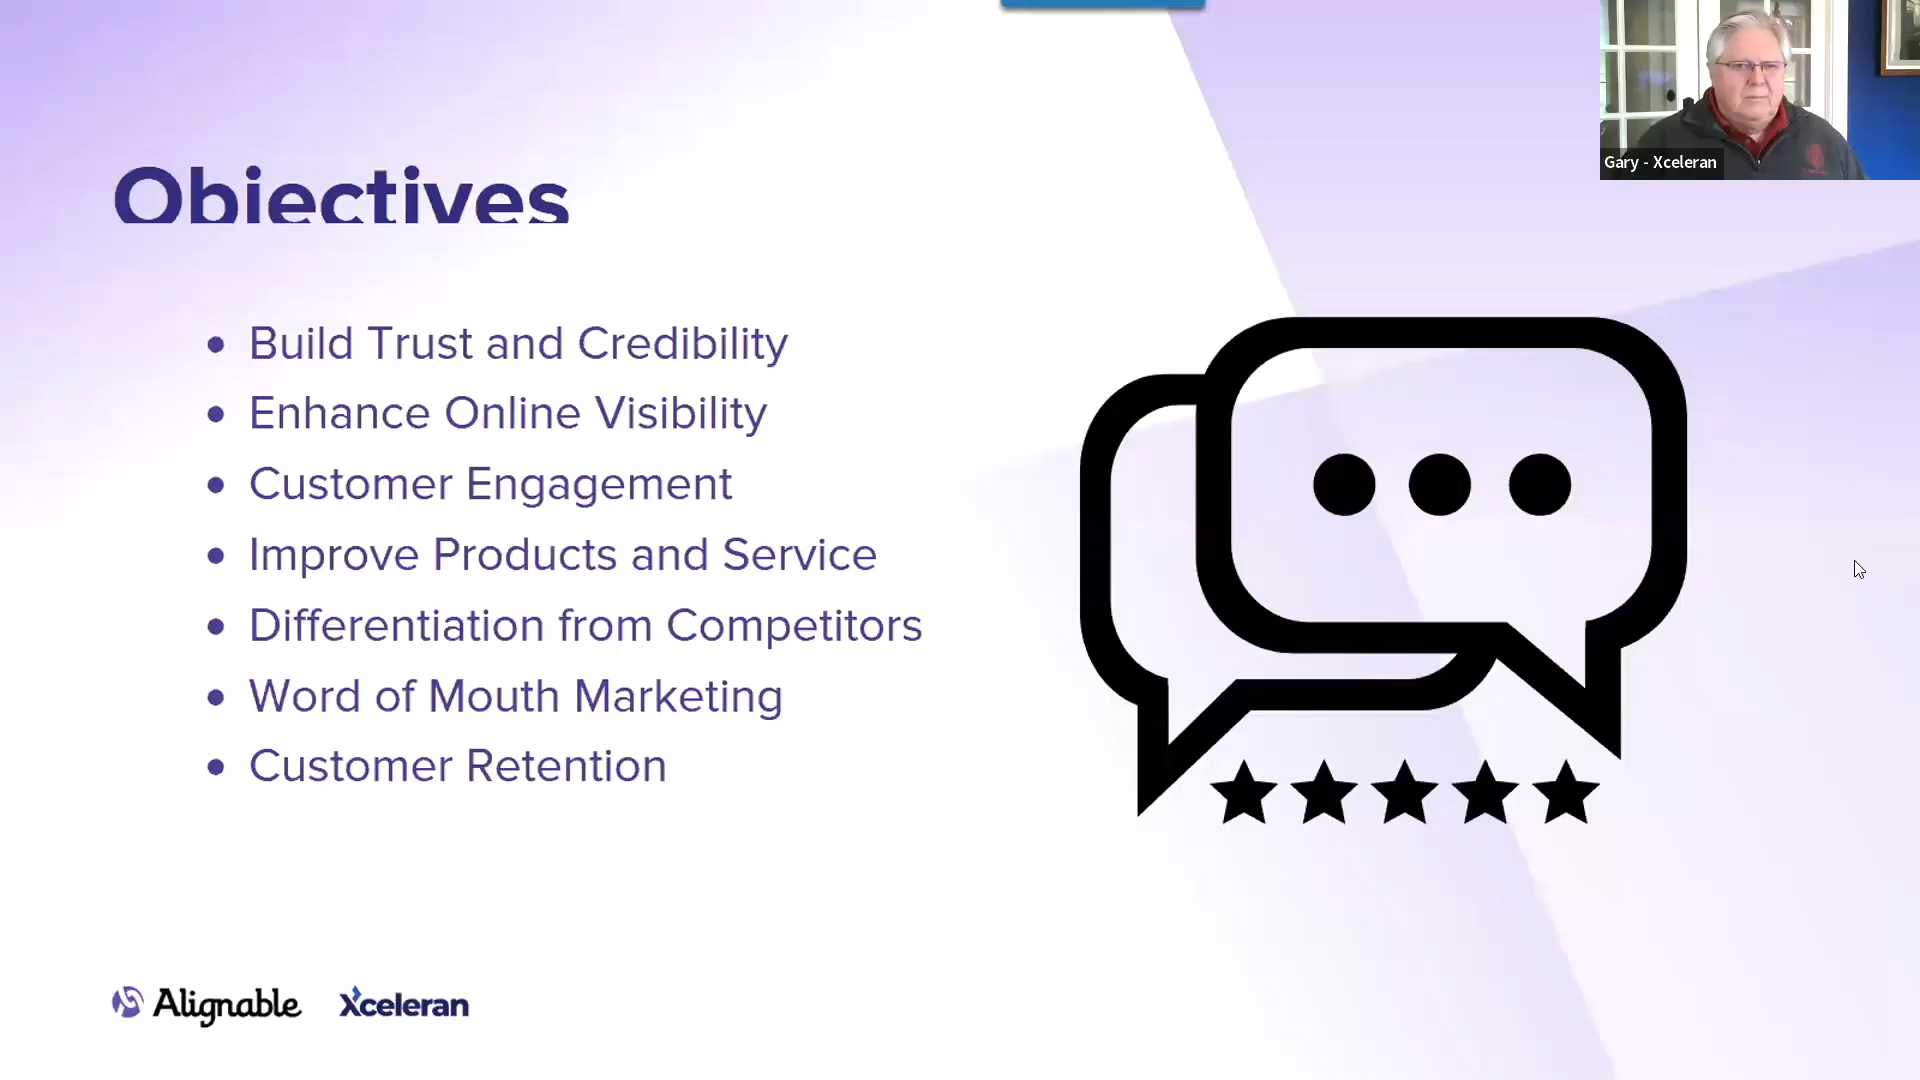 Objectives
• Build Trust and Credibility
• Enhance Online Visibility
• Customer Engagement
• Improve Products and Service
• Differentiation from Competitors
• Word of Mouth Marketing
• Customer Retention
Gary - Xceleran
Alignable
Xceleran